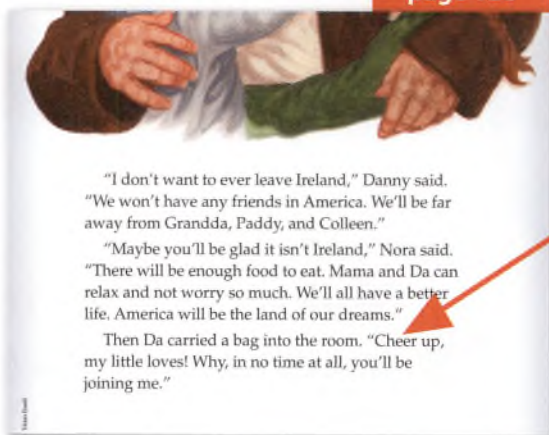 "I don't want to ever leave Ireland," Danny said.
"We won't have any friends in America. We'll be far
away from Grandda, Paddy, and Colleen."
"Maybe you'll be glad it isn't Ireland," Nora said.
"There will be enough food to eat. Mama and Da can
relax and not worry so much. We'll all have a better
life. America will be the land of our dreams."
Then Da carried a bag into the room. "Cheer up,
my little loves! Why, in no time at all, you'll be
joining me."